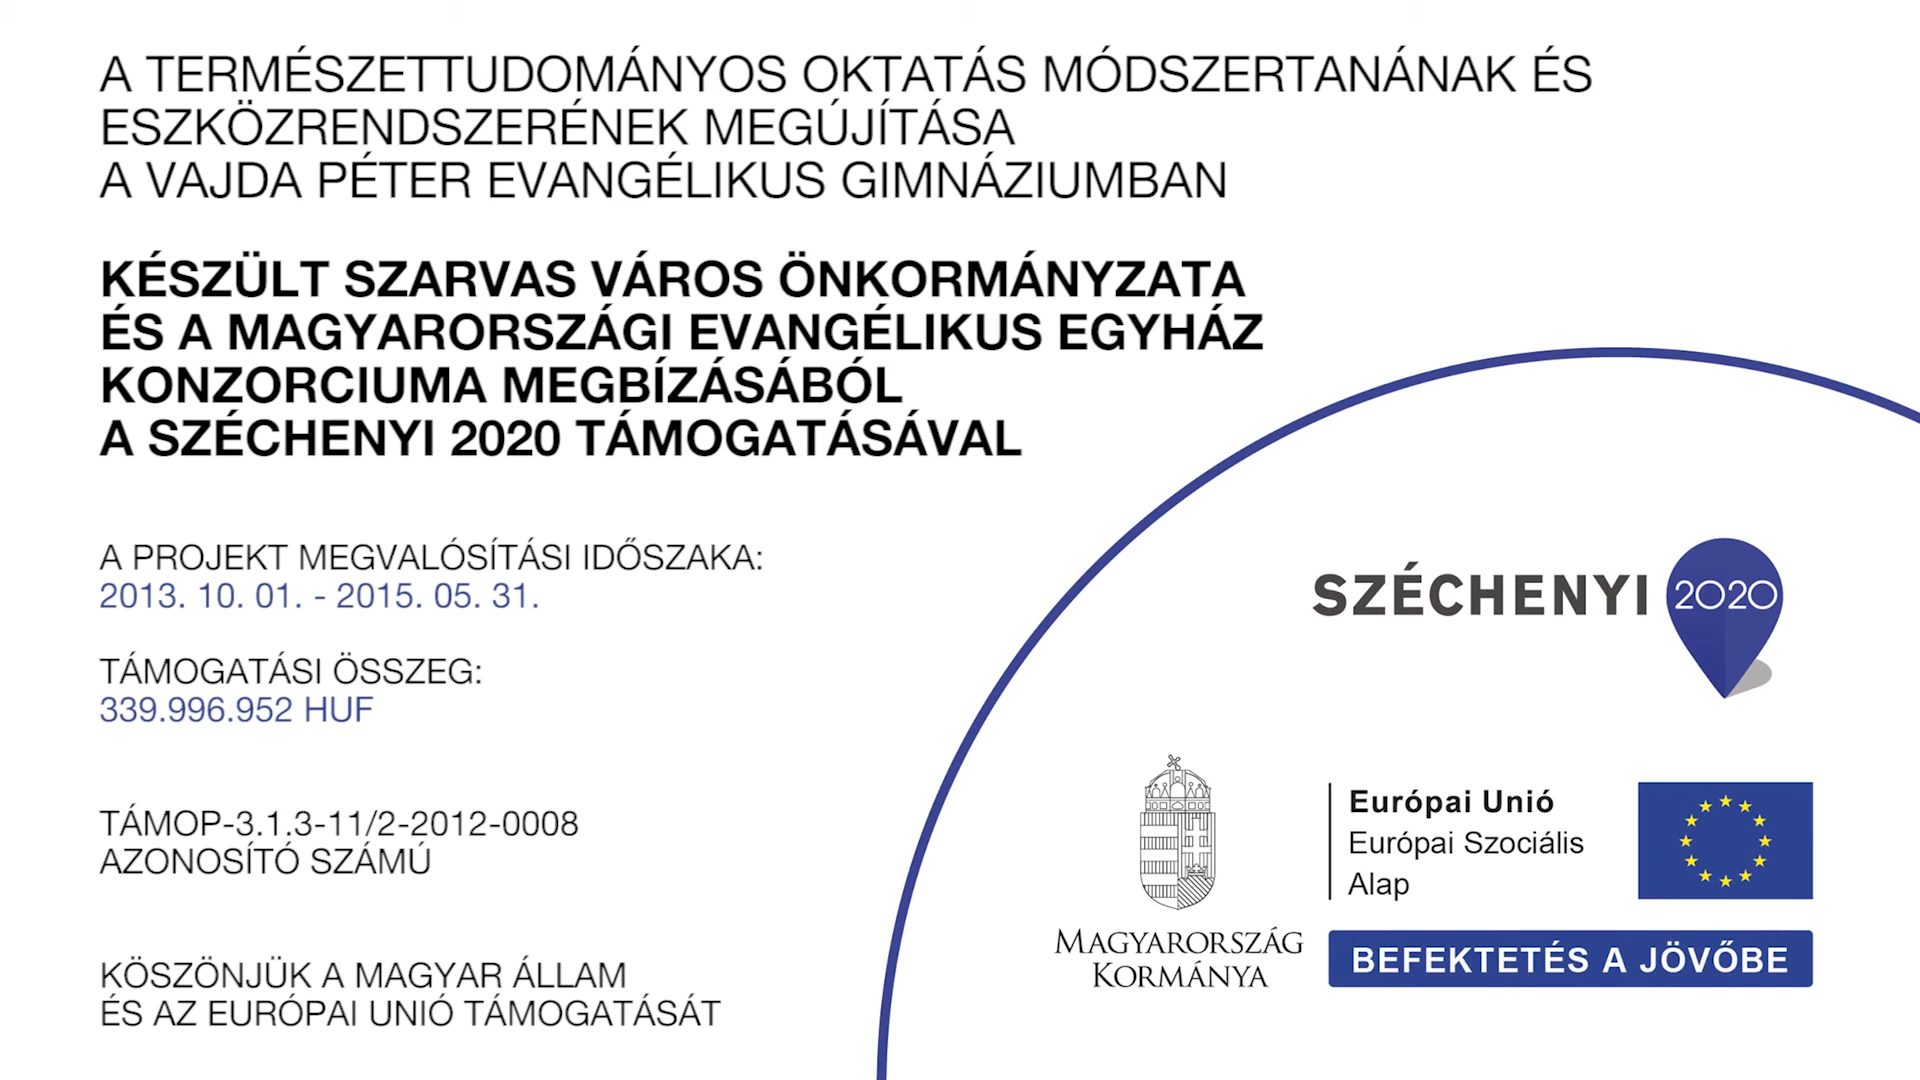 A TERMÉSZETTUDOMÁNYOS OKTATÁS MÓDSZERTANÁNAK ÉS
ESZKÖZRENDSZERÉNEK MEGÚJÍTÁSA
A VAJDA PÉTER EVANGÉLIKUS GIMNÁZIUMBAN
KÉSZÜLT SZARVAS VÁROS ÖNKORMÁNYZATA
ÉS A MAGYARORSZÁGI EVANGÉLIKUS EGYHÁZ
KONZORCIUMA MEGBÍZÁSÁBÓL
A SZÉCHENYI 2020 TÁMOGATÁSÁVAL
A PROJEKT MEGVALÓSÍTÁSI IDŐSZAKA:
2013. 10. 01. - 2015. 05. 31.
TÁMOGATÁSI ÖSSZEG:
339.996.952 HUF
TÁMOP-3.1.3-11/2-2012-0008
AZONOSÍTÓ SZÁMÚ
KÖSZÖNJÜK A MAGYAR ÁLLAM
ÉS AZ EURÓPAI UNIÓ TÁMOGATÁSÁT
SZÉCHENYI 2020
MAGYARORSZÁG
KORMÁNYA
Európai Unió
Európai Szociális
Alap
BEFEKTETÉS A JÖVŐBE